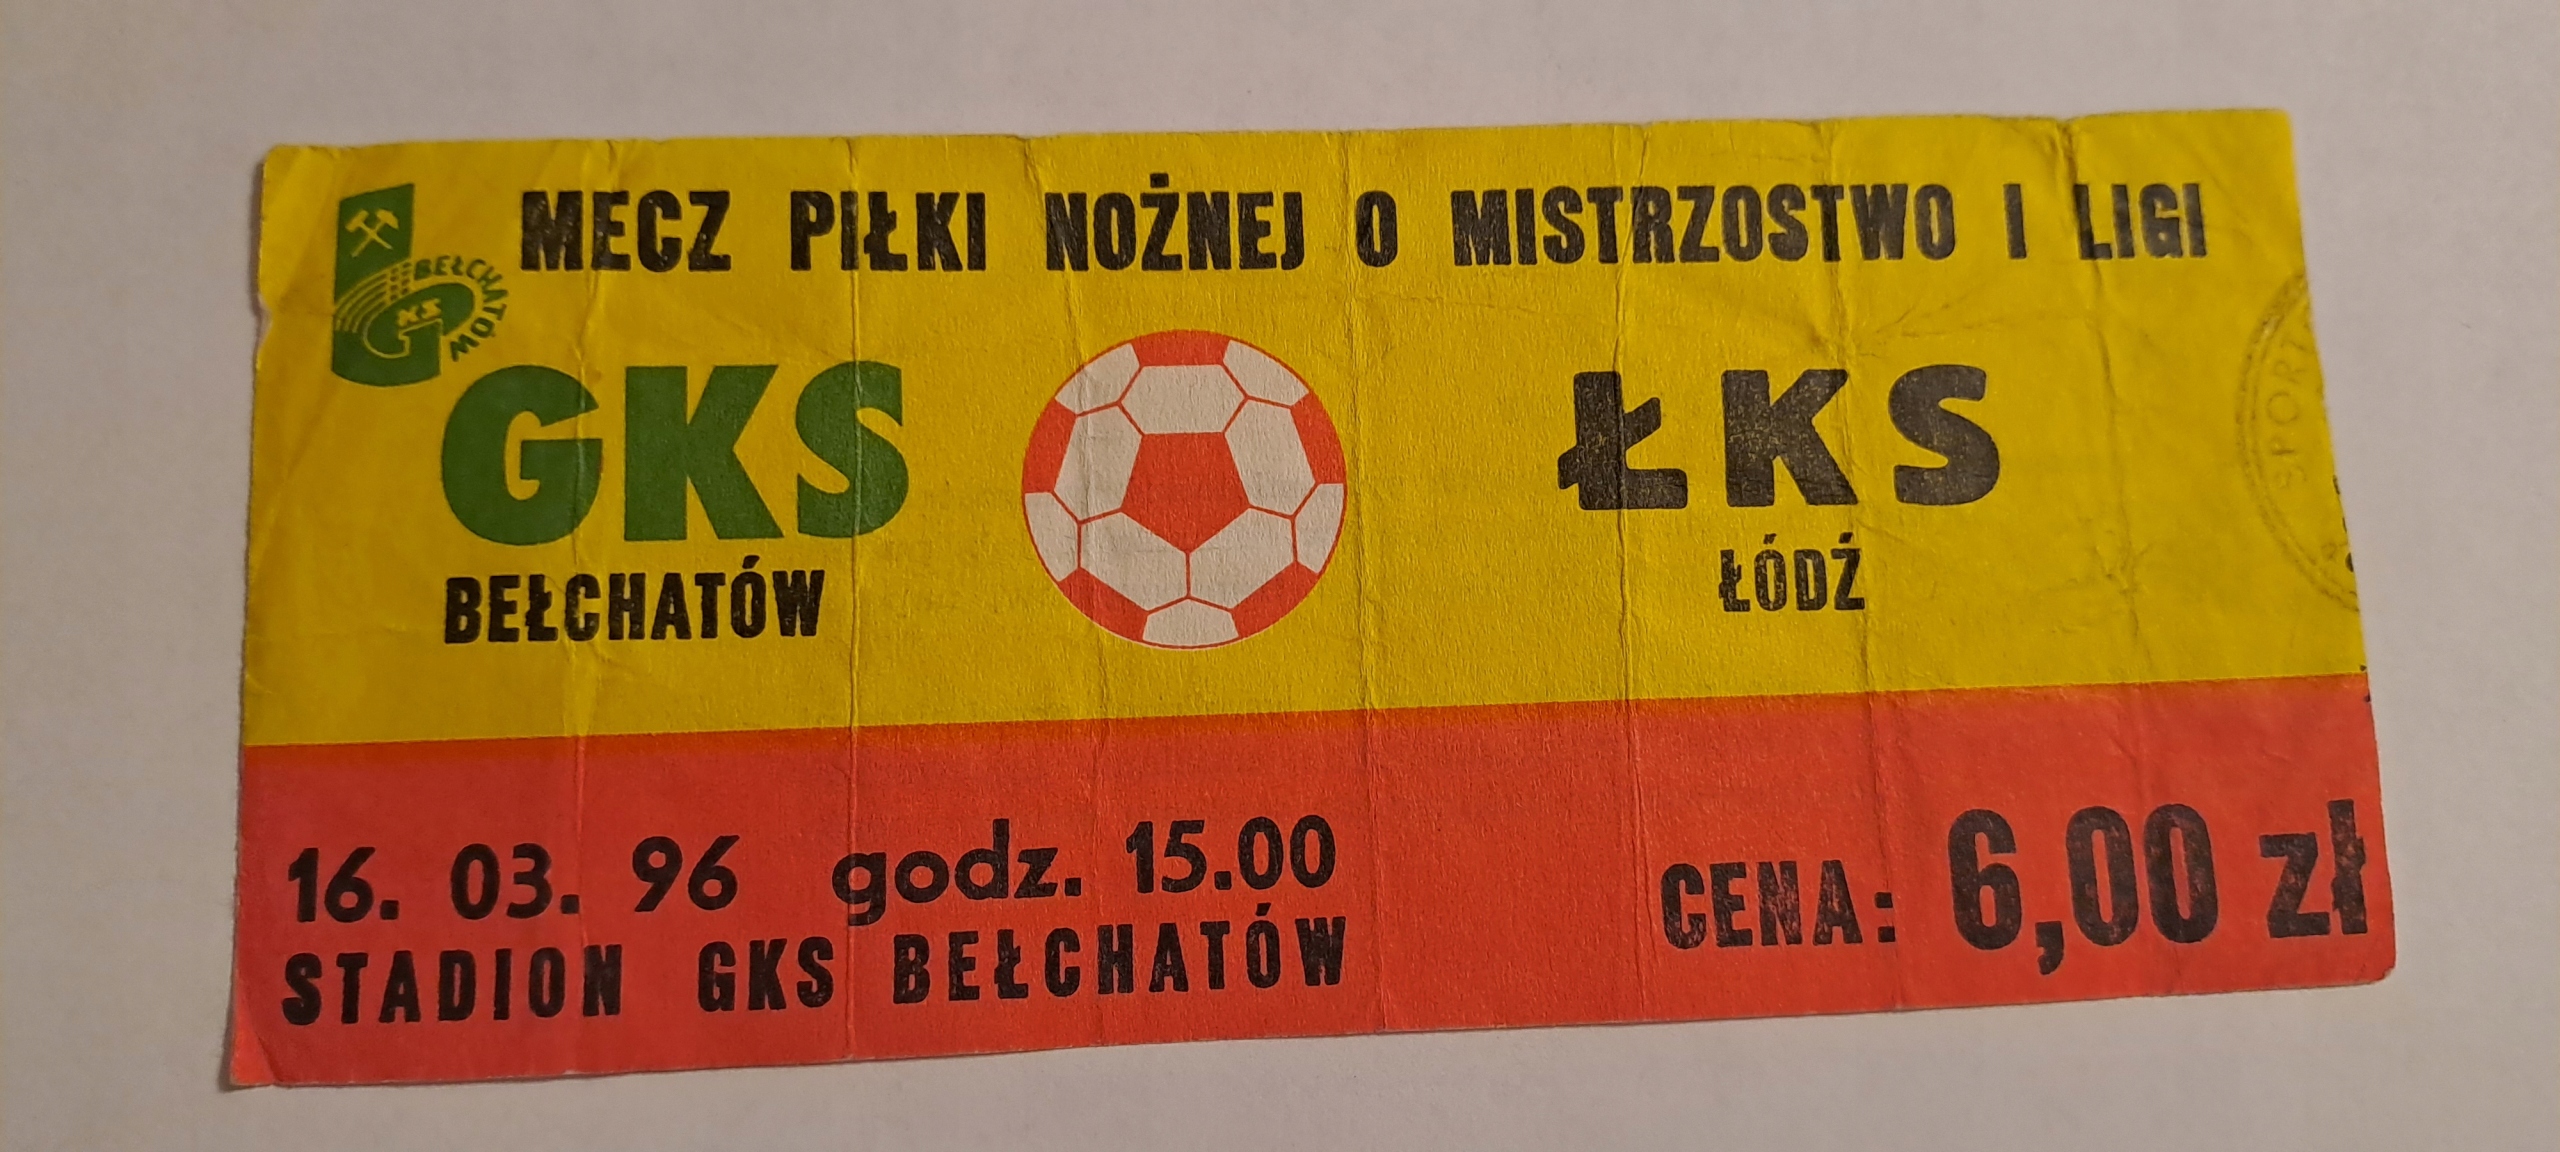 MECZ PIŁKI NOŻNEJ O MISTRZOSTWO I LIGI
BEŁCHATÓW
GKS
GKS
BEŁCHATÓW
ŁKS
ŁÓDŹ
16. 03. 96 godz. 15.00
STADION GKS BEŁCHATÓW
CENA: 6,00 zł